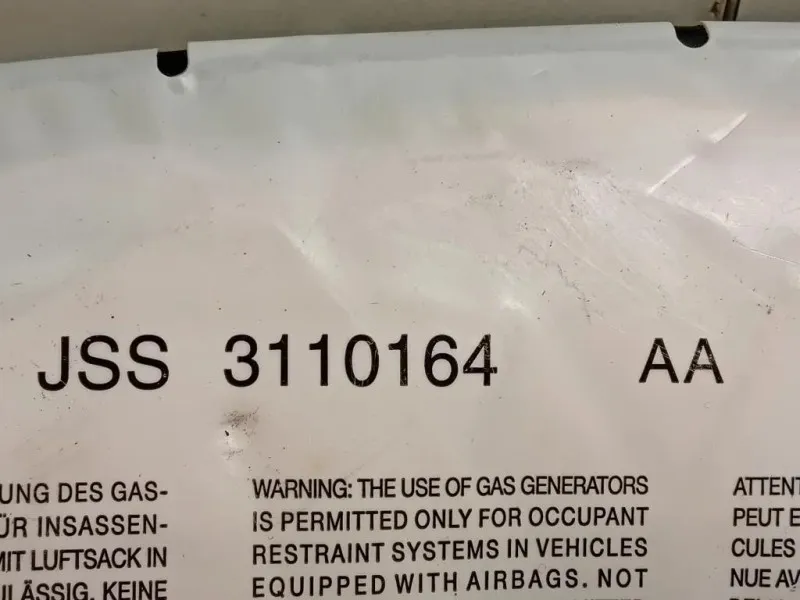 JSS 3110164 AA
UNG DES GAS-
ÜR INSASSEN-
MIT LUFTSACK IN
LÄSSIG. KEINE
WARNING: THE USE OF GAS GENERATORS
IS PERMITTED ONLY FOR OCCUPANT
RESTRAINT SYSTEMS IN VEHICLES
EQUIPPED WITH AIRBAGS. NOT
ATTENT
PEUT E
CULES
NUE AV